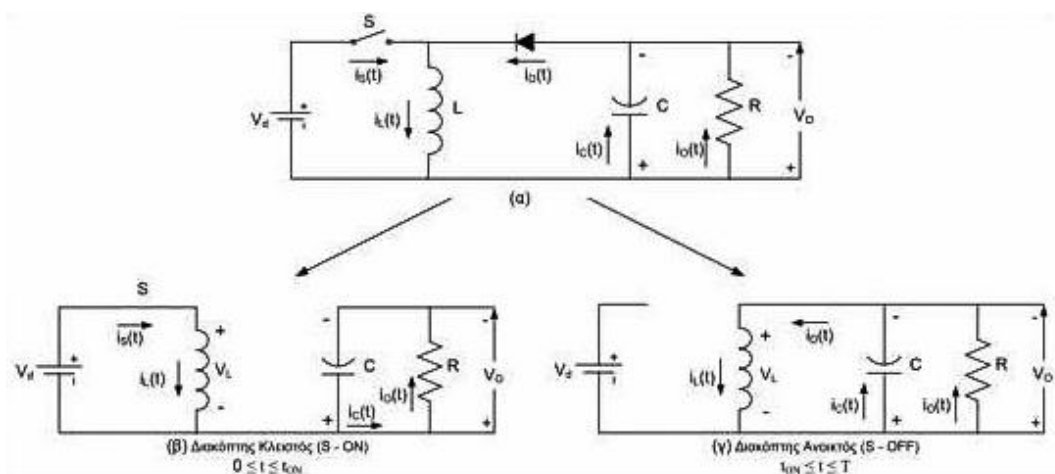 S
i_S(t)
i_D(t)
V_d
+
i_L(t)
L
-
C
i_C(t)
+
R
i_O(t)
-
V_O
+
(α)
S
i_S(t)
V_d
+
i_L(t)
+
V_L
-
-
C
+
i_C(t)
R
i_O(t)
-
V_O
+
(β) Διακόπτης Κλειστός (S - ON)
0 ≤ t ≤ t_ON
V_d
+
i_L(t)
+
V_L
-
i_D(t)
-
C
i_C(t)
+
R
i_O(t)
-
V_O
+
(γ) Διακόπτης Ανοικτός (S - OFF)
t_ON ≤ t ≤ T